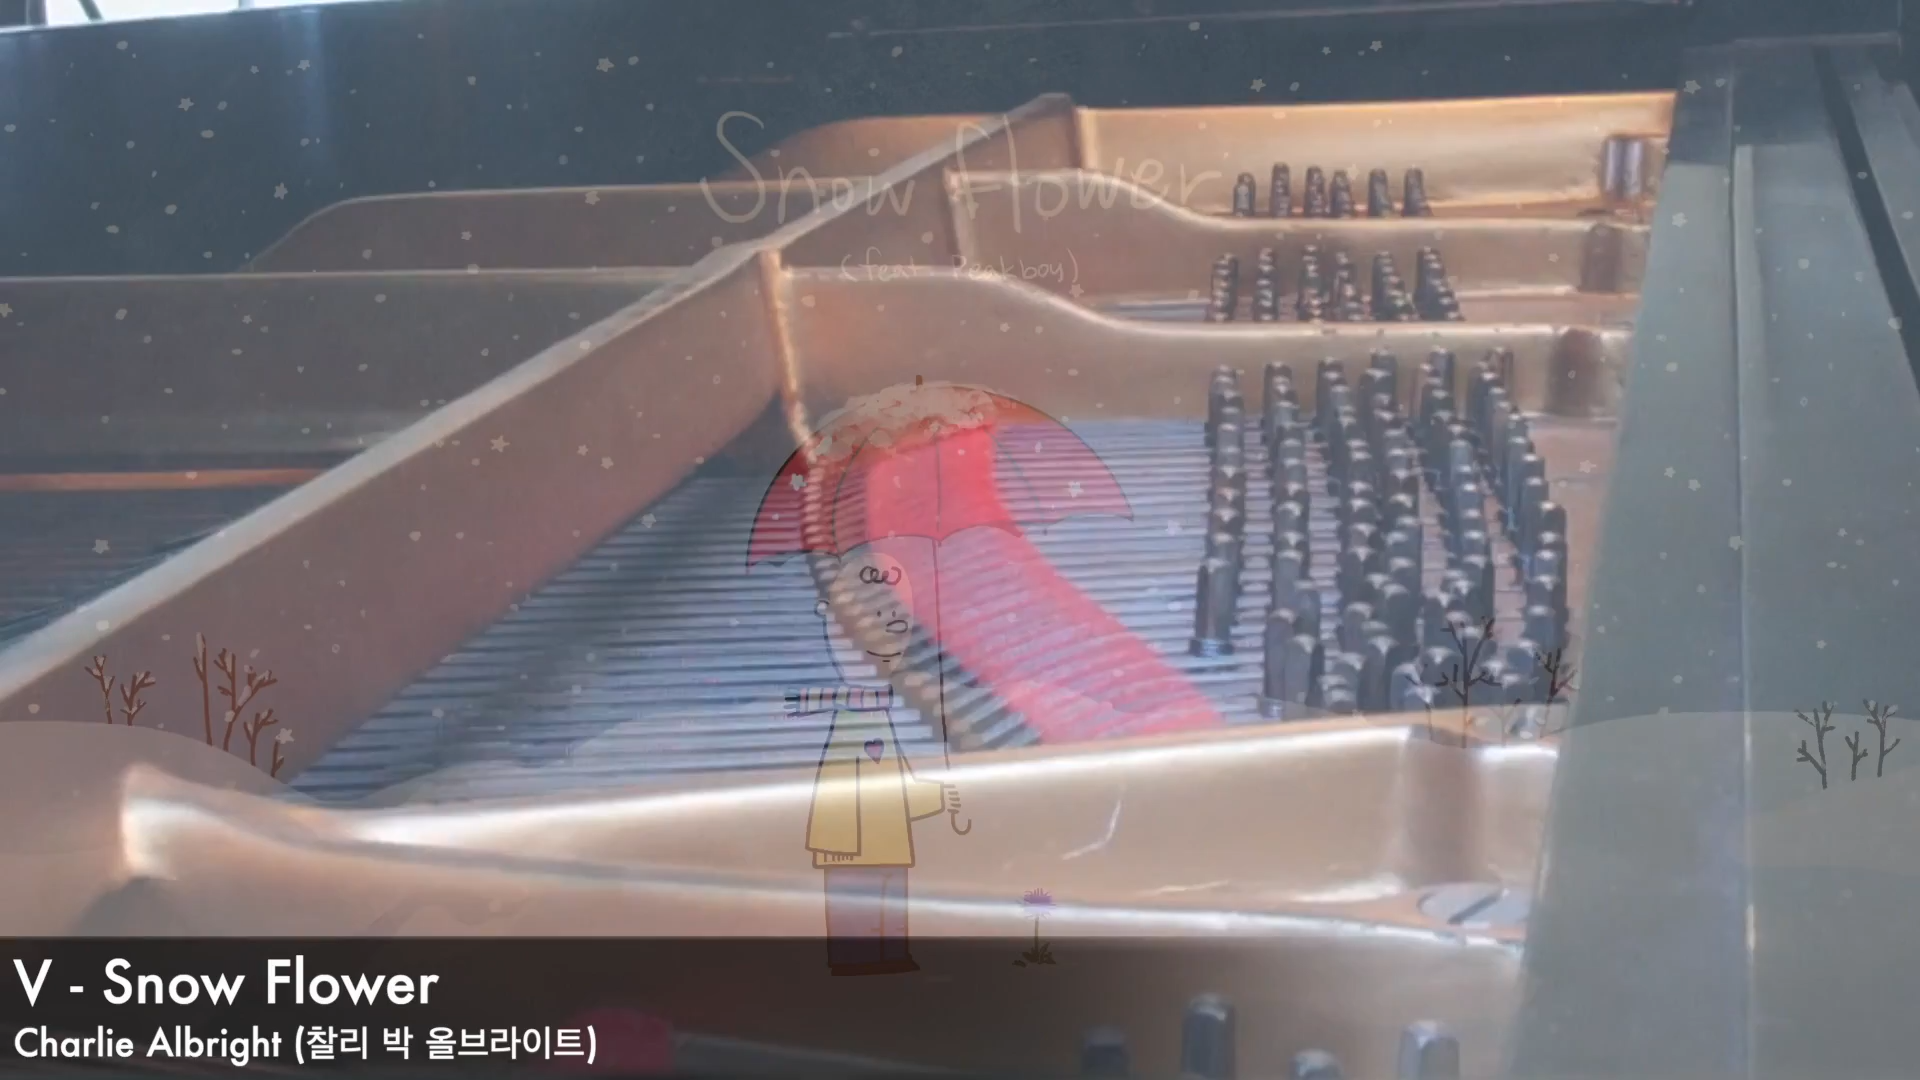 Snow flower
(feat. Peakboy)
V - Snow Flower
Charlie Albright (찰리 박 올브라이트)